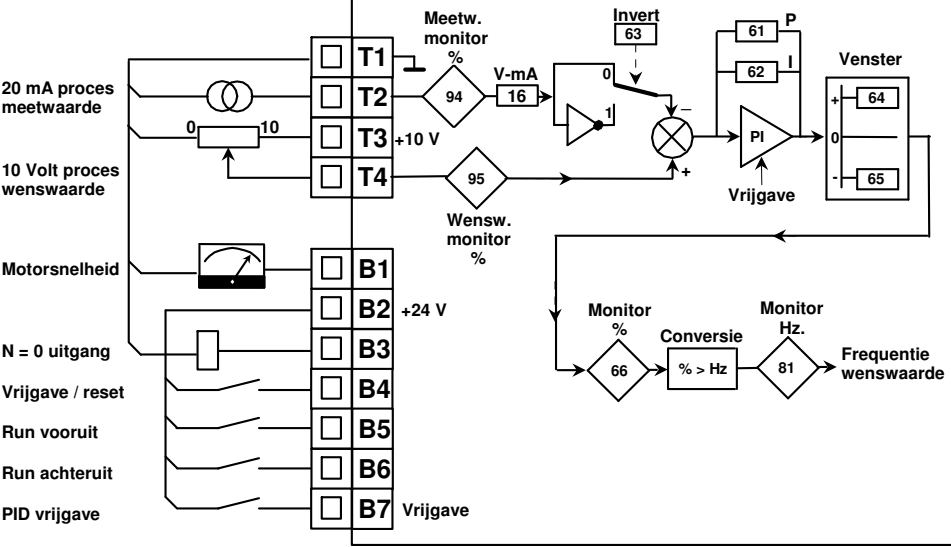 20 mA proces
meetwaarde
10 Volt proces
wenswaarde
Motorsnelheid
N = 0 uitgang
Vrijgave / reset
Run vooruit
Run achteruit
PID vrijgave
0
10
T1
T2
T3
+10 V
T4
B1
B2
+24 V
B3
B4
B5
B6
B7
Vrijgave
Meetw.
monitor
%
94
V-mA
16
Invert
63
0
1
–
+
95
Wensw.
monitor
%
61
P
62
I
PI
Vrijgave
Venster
+
64
0
-
65
Monitor
%
66
Conversie
% > Hz
Monitor
Hz.
81
Frequentie
wenswaarde